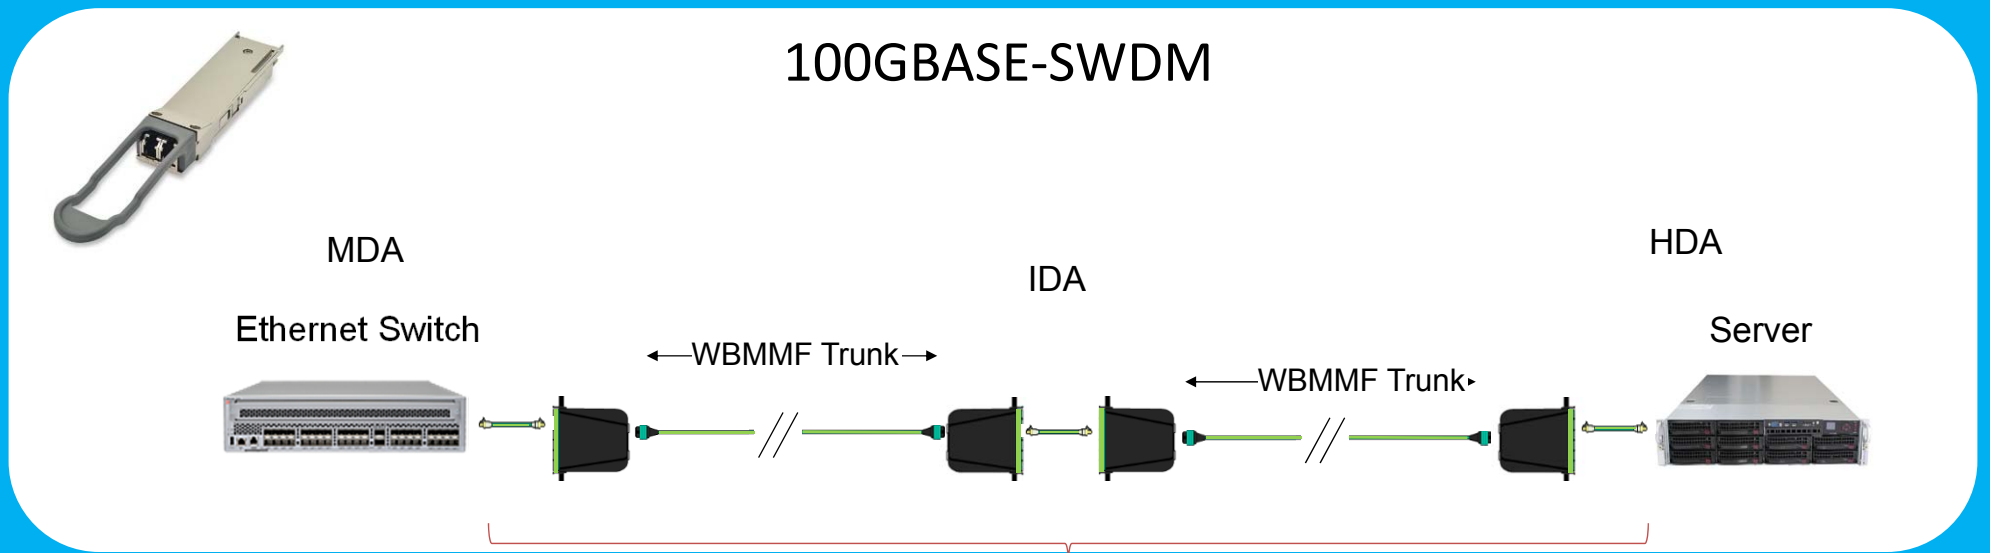 100GBASE-SWDM
MDA
HDA
IDA
Ethernet Switch
Server
WBMMF Trunk
WBMMF Trunk